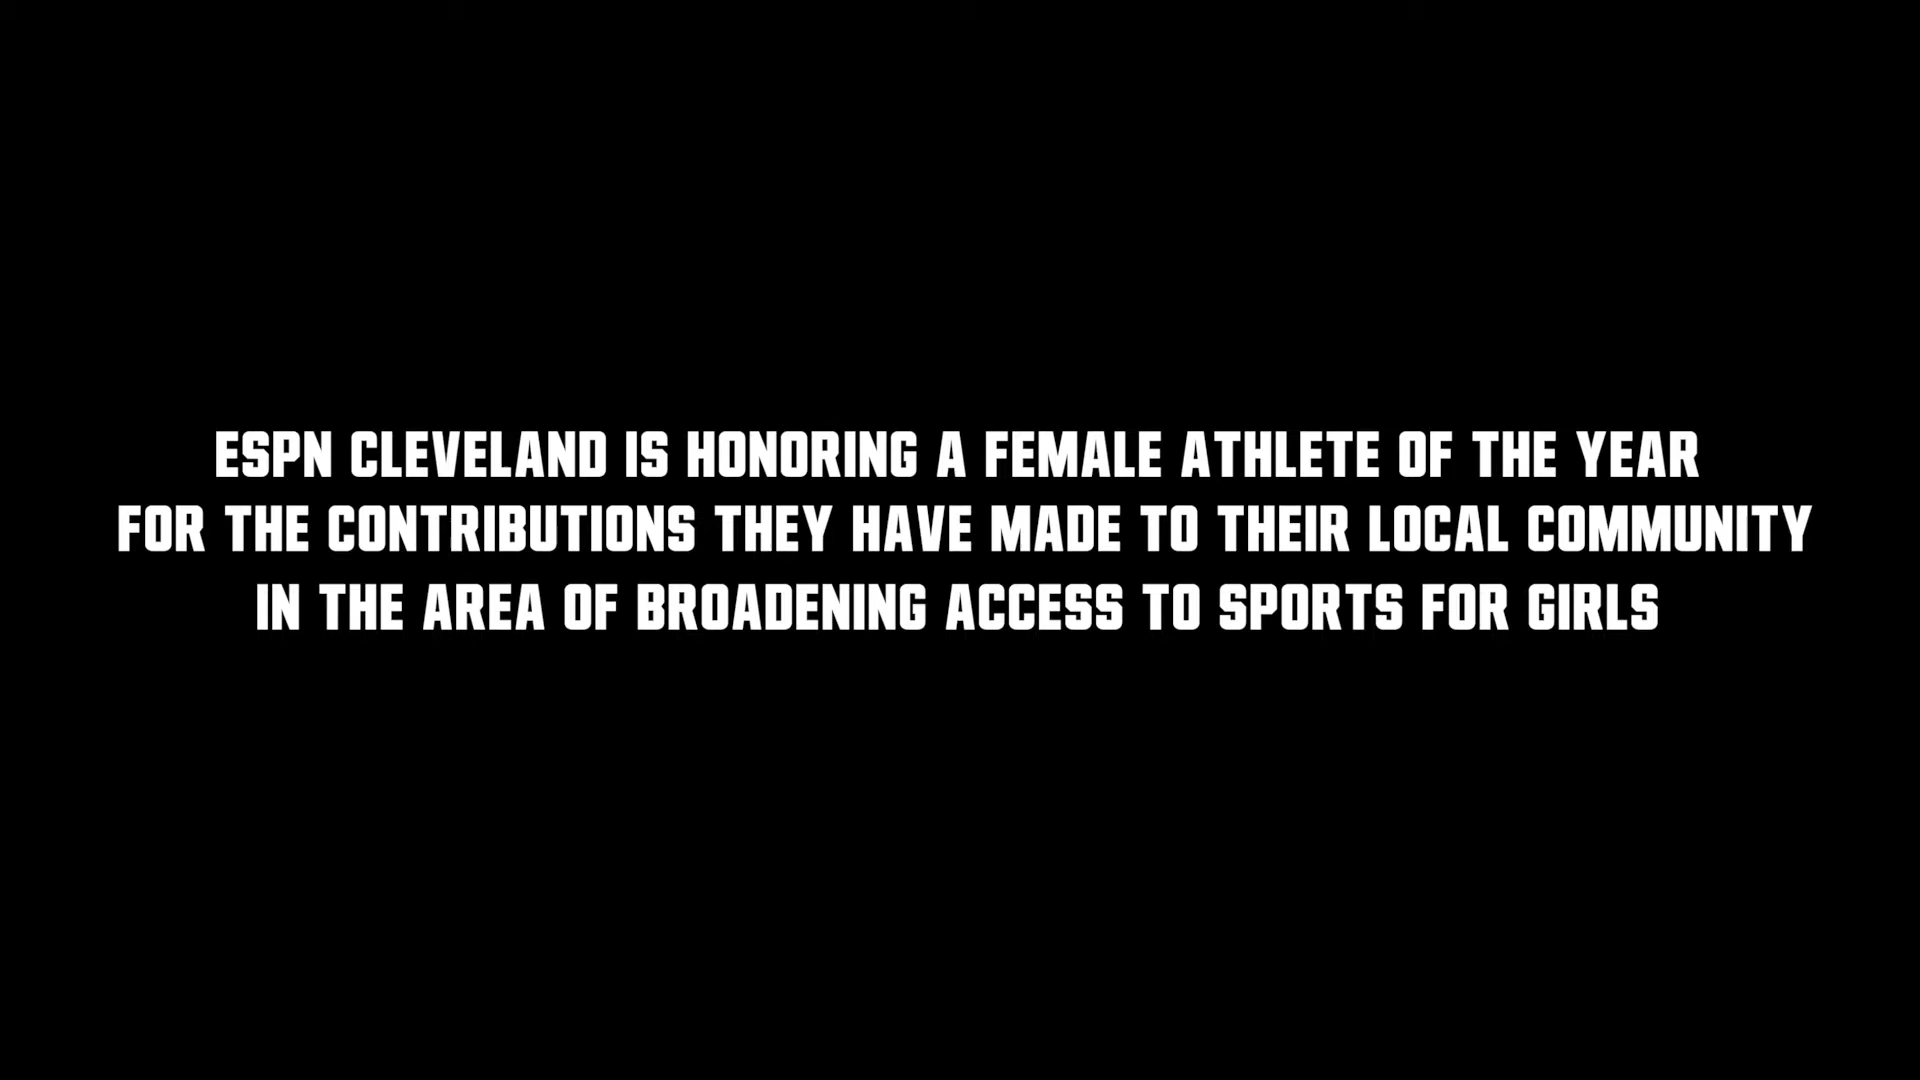 ESPN CLEVELAND IS HONORING A FEMALE ATHLETE OF THE YEAR
FOR THE CONTRIBUTIONS THEY HAVE MADE TO THEIR LOCAL COMMUNITY
IN THE AREA OF BROADENING ACCESS TO SPORTS FOR GIRLS